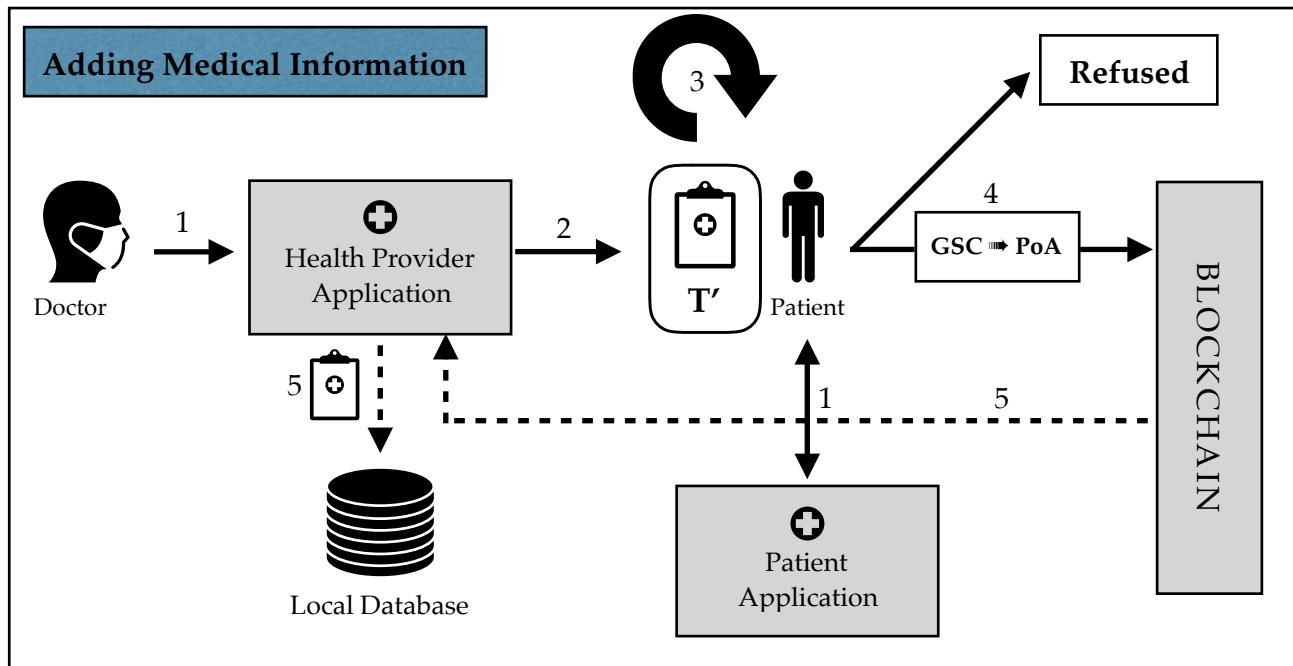 Adding Medical Information
3
Refused
1
Health Provider
Application
2
T′
Patient
4
GSC ➠ PoA
Doctor
BLOCKCHAIN
5
1
5
Local Database
Patient
Application